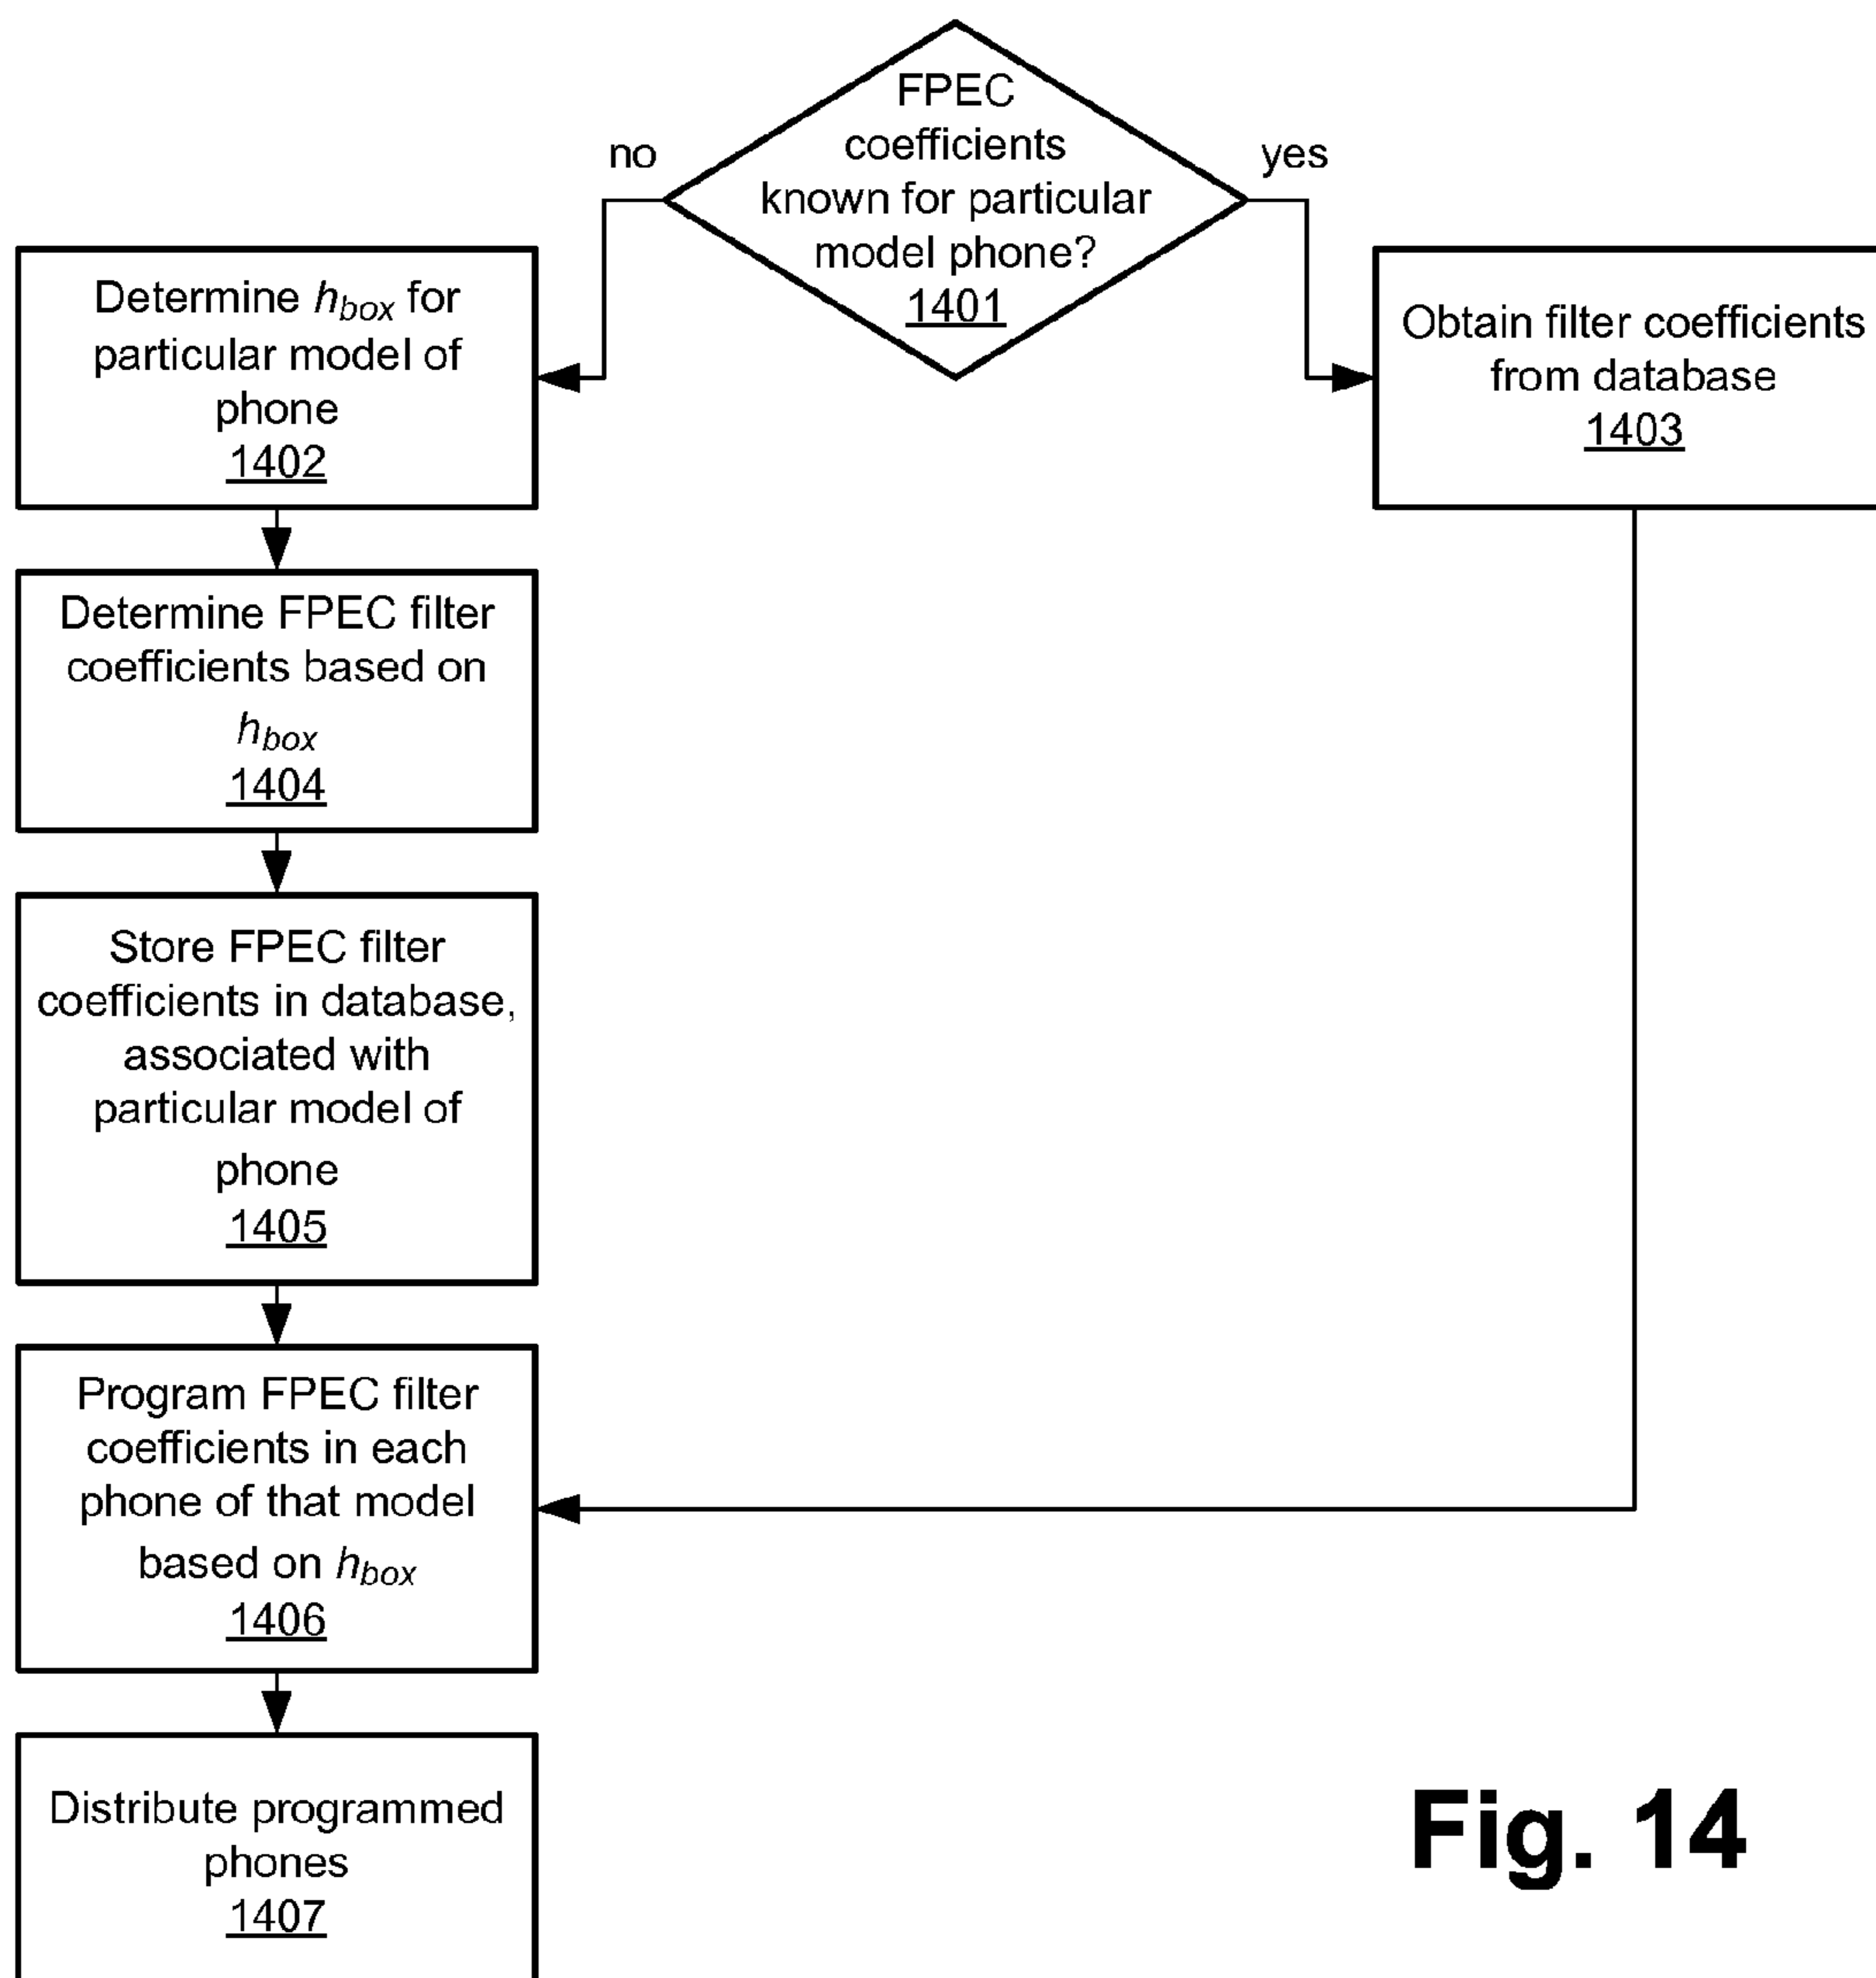 FPEC
coefficients
known for particular
model phone?
1401
no
yes
Determine h_box for
particular model of
phone
1402
Obtain filter coefficients
from database
1403
Determine FPEC filter
coefficients based on
h_box
1404
Store FPEC filter
coefficients in database,
associated with
particular model of
phone
1405
Program FPEC filter
coefficients in each
phone of that model
based on h_box
1406
Distribute programmed
phones
1407
Fig. 14